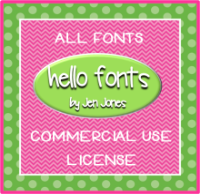 ALL FONTS
hello fonts
by Jen Jones
COMMERCIAL USE
LICENSE